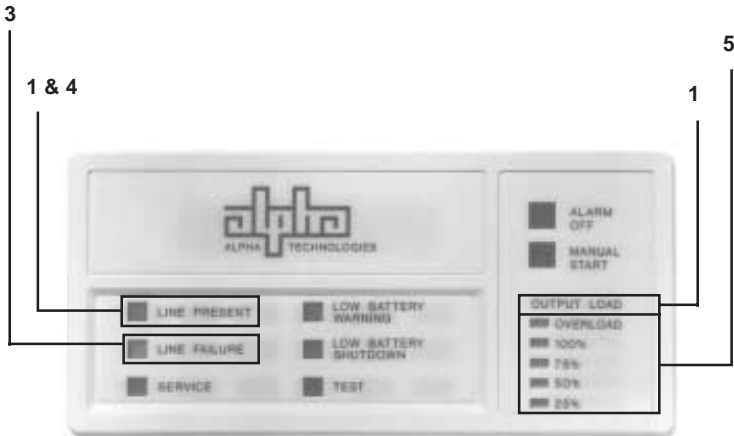 3
5
1 & 4
1
alpha
ALPHA TECHNOLOGIES
ALARM
OFF
MANUAL
START
LINE PRESENT
LOW BATTERY
WARNING
LINE FAILURE
LOW BATTERY
SHUTDOWN
SERVICE
TEST
OUTPUT LOAD
OVERLOAD
100%
75%
50%
25%